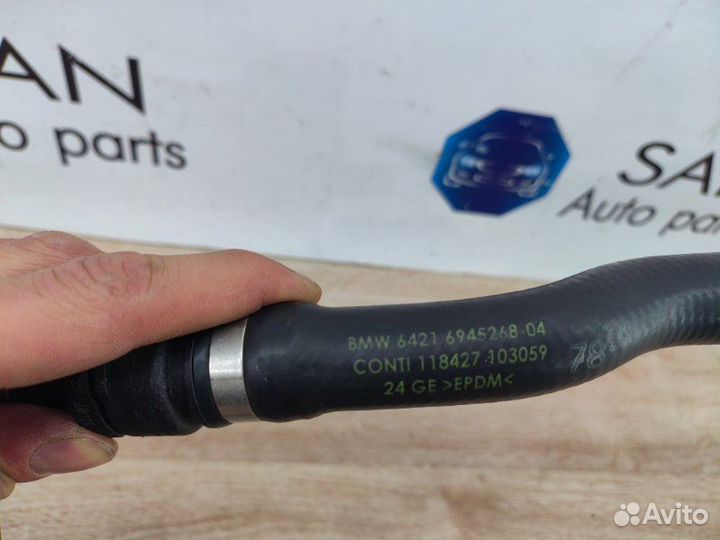 AN
o parts
SA
Auto pa
BMW 6421 6945268-04
CONTI 118427 103059
78
24 GE >EPDM<
Avito